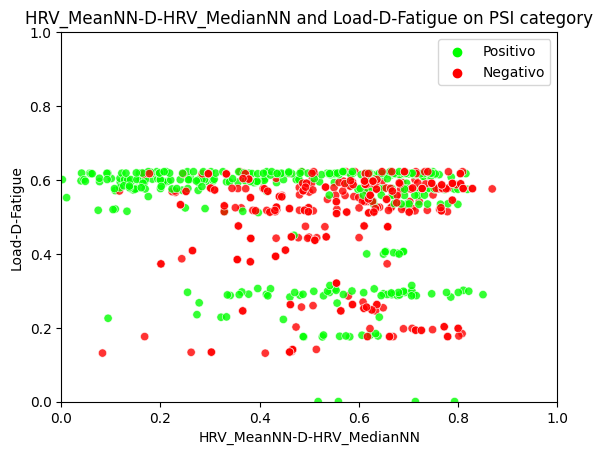 HRV_MeanNN-D-HRV_MedianNN and Load-D-Fatigue on PSI category
Positivo
Negativo
1.0
0.8
0.6
0.4
0.2
0.0
Load-D-Fatigue
0.0 0.2 0.4 0.6 0.8 1.0
HRV_MeanNN-D-HRV_MedianNN